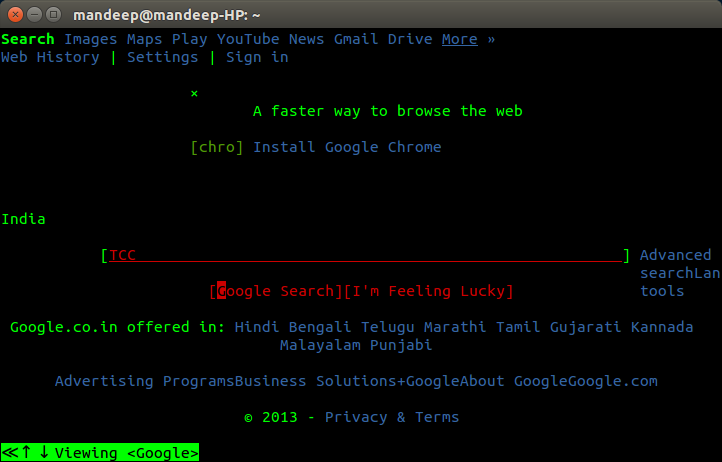 mandeep@mandeep-HP: ~
Search Images Maps Play YouTube News Gmail Drive More »
Web History | Settings | Sign in
×
A faster way to browse the web
[chro] Install Google Chrome
India
[TCC_________________________________________________________] Advanced
searchLan
[Google Search][I'm Feeling Lucky] tools
Google.co.in offered in: Hindi Bengali Telugu Marathi Tamil Gujarati Kannada
Malayalam Punjabi
Advertising ProgramsBusiness Solutions+GoogleAbout GoogleGoogle.com
© 2013 - Privacy & Terms
≪↑ ↓ Viewing <Google>